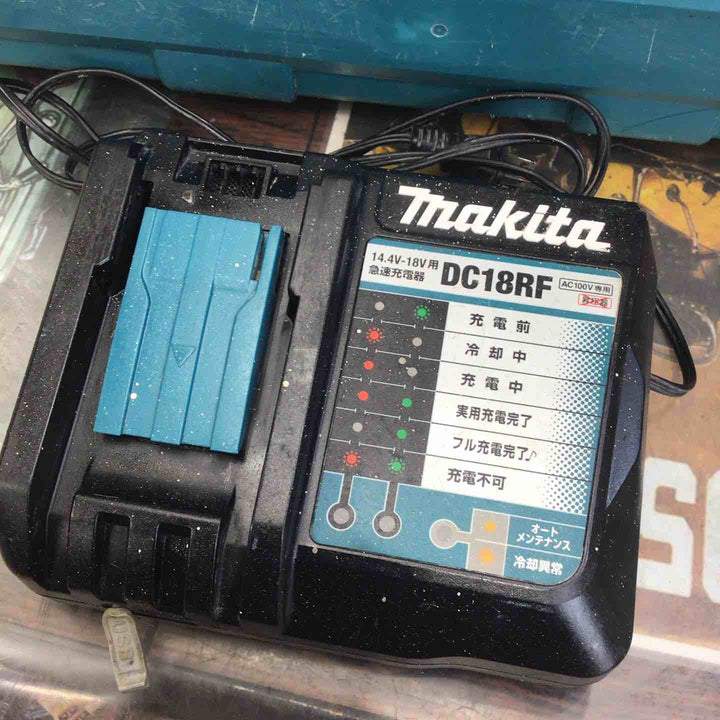 makita
14.4V-18V用
急速充電器
DC18RF
AC100V専用
充電前
冷却中
充電中
実用充電完了
フル充電完了♪
充電不可
オート
メンテナンス
冷却異常
USB